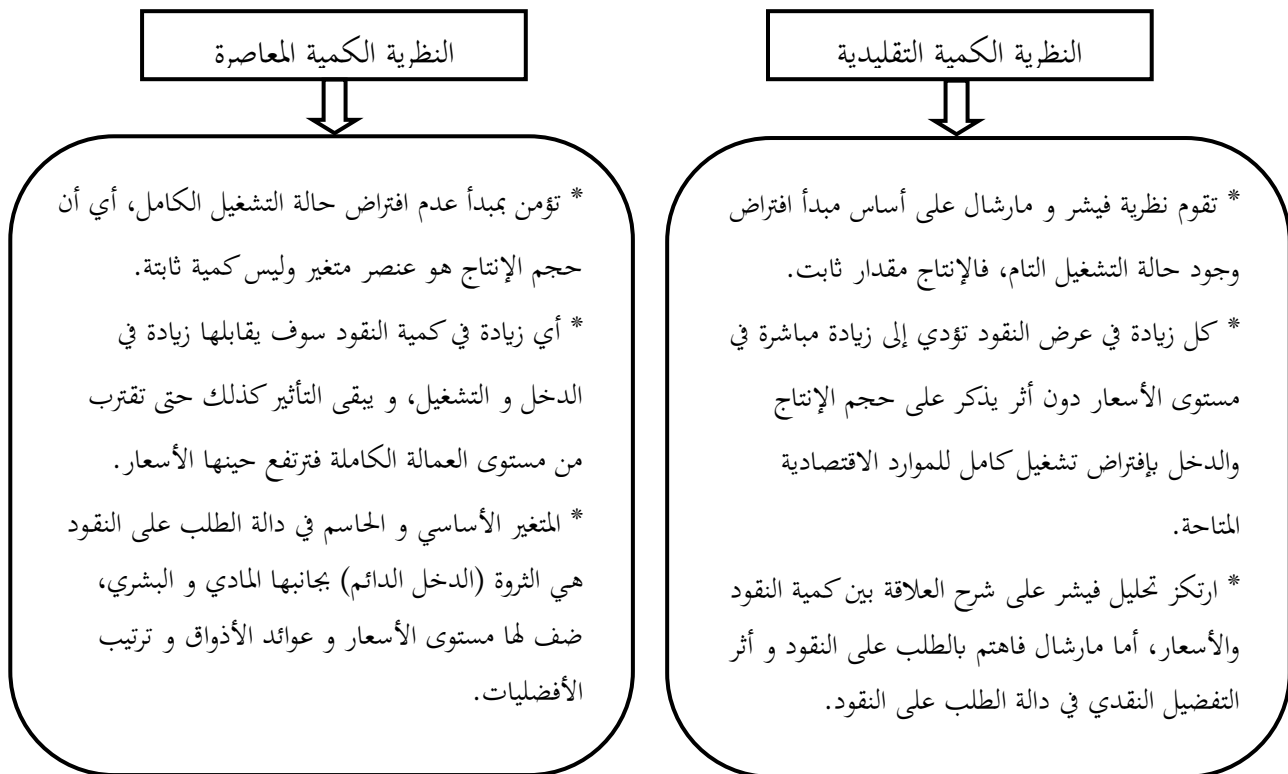 النظرية الكمية التقليدية
* تقوم نظرية فيشر و مارشال على أساس مبدأ افتراض
وجود حالة التشغيل التام، فالإنتاج مقدار ثابت.
* كل زيادة في عرض النقود تؤدي إلى زيادة مباشرة في
مستوى الأسعار دون أثر يذكر على حجم الإنتاج
والدخل بإفتراض تشغيل كامل للموارد الاقتصادية
المتاحة.
* ارتكز تحليل فيشر على شرح العلاقة بين كمية النقود
والأسعار، أما مارشال فاهتم بالطلب على النقود و أثر
التفضيل النقدي في دالة الطلب على النقود.
النظرية الكمية المعاصرة
* تؤمن بمبدأ عدم افتراض حالة التشغيل الكامل، أي أن
حجم الإنتاج هو عنصر متغير وليس كمية ثابتة.
* أي زيادة في كمية النقود سوف يقابلها زيادة في
الدخل و التشغيل، و يبقى التأثير كذلك حتى تقترب
من مستوى العمالة الكاملة فترتفع حينها الأسعار.
* المتغير الأساسي و الحاسم في دالة الطلب على النقود
هي الثروة (الدخل الدائم) بجانبها المادي و البشري،
ضف لها مستوى الأسعار و عوائد الأذواق و ترتيب
الأفضليات.